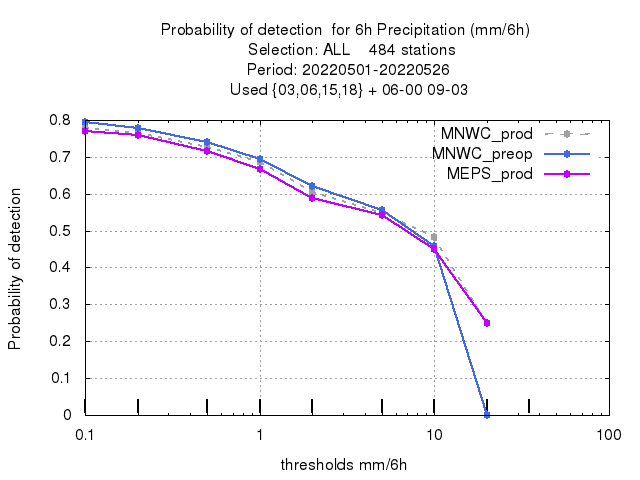 Probability of detection  for 6h Precipitation (mm/6h)
Selection: ALL    484 stations
Period: 20220501-20220526
Used {03,06,15,18} + 06-00 09-03
MNWC_prod
MNWC_preop
MEPS_prod
Probability of detection
0.8
0.7
0.6
0.5
0.4
0.3
0.2
0.1
0
0.1
1
10
100
thresholds mm/6h